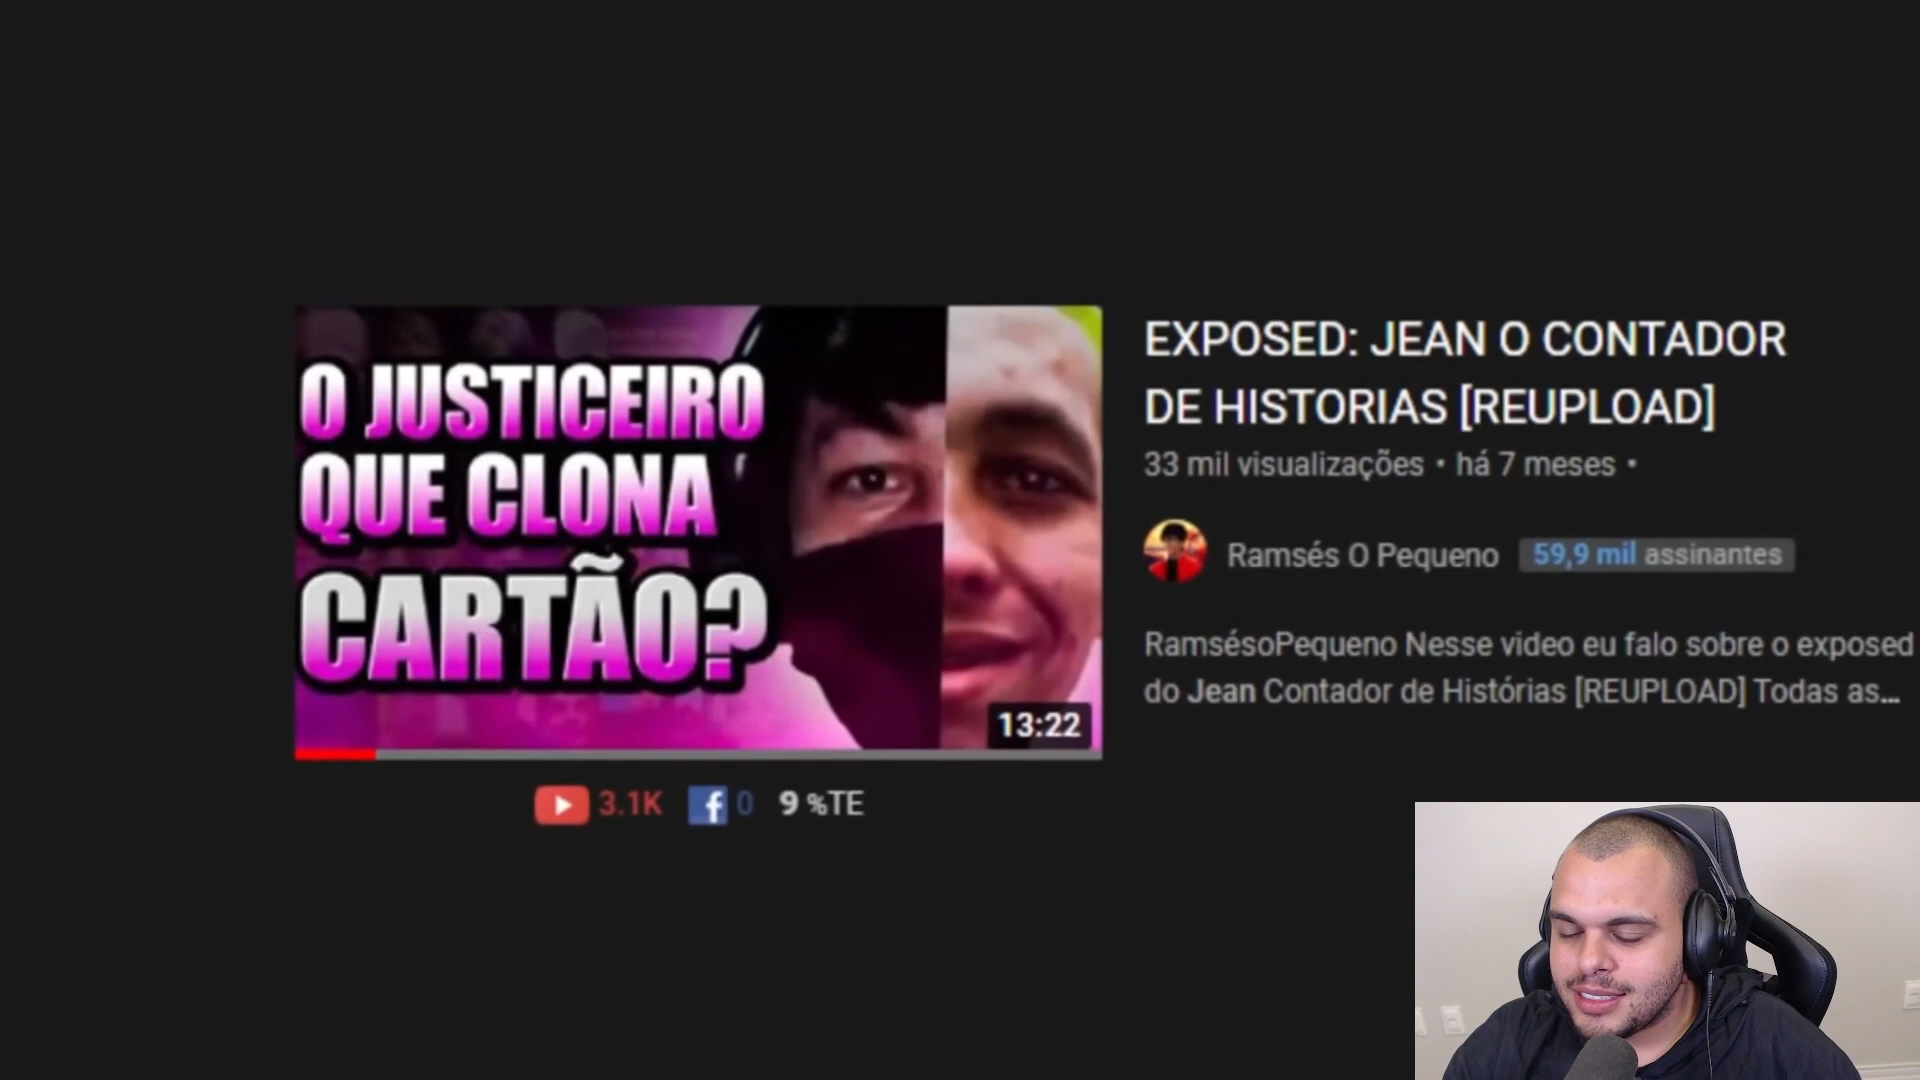 O JUSTICEIRO
QUE CLONA
CARTÃO?
13:22
3.1K 0 9 %TE
EXPOSED: JEAN O CONTADOR
DE HISTORIAS [REUPLOAD]
33 mil visualizações • há 7 meses •
Ramsés O Pequeno 59,9 mil assinantes
RamsésoPequeno Nesse video eu falo sobre o exposed
do Jean Contador de Histórias [REUPLOAD] Todas as...